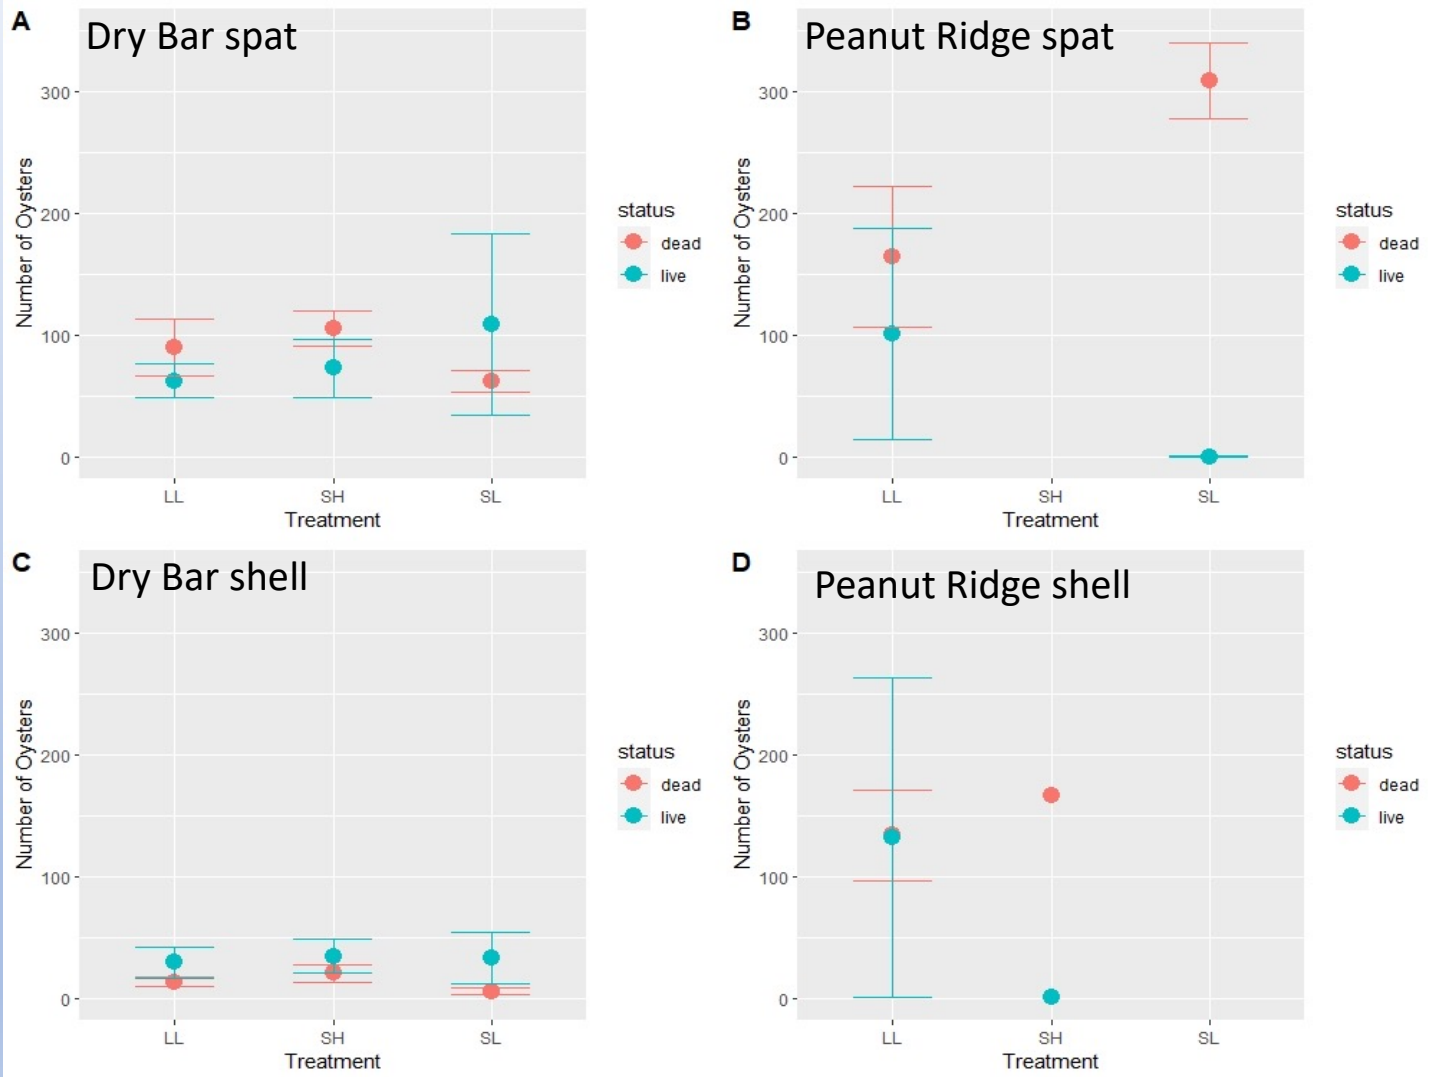 A
Dry Bar spat
Number of Oysters
300
200
100
0
LL SH SL
Treatment
status
dead
live
B
Peanut Ridge spat
Number of Oysters
300
200
100
0
LL SH SL
Treatment
status
dead
live
C
Dry Bar shell
Number of Oysters
300
200
100
0
LL SH SL
Treatment
status
dead
live
D
Peanut Ridge shell
Number of Oysters
300
200
100
0
LL SH SL
Treatment
status
dead
live